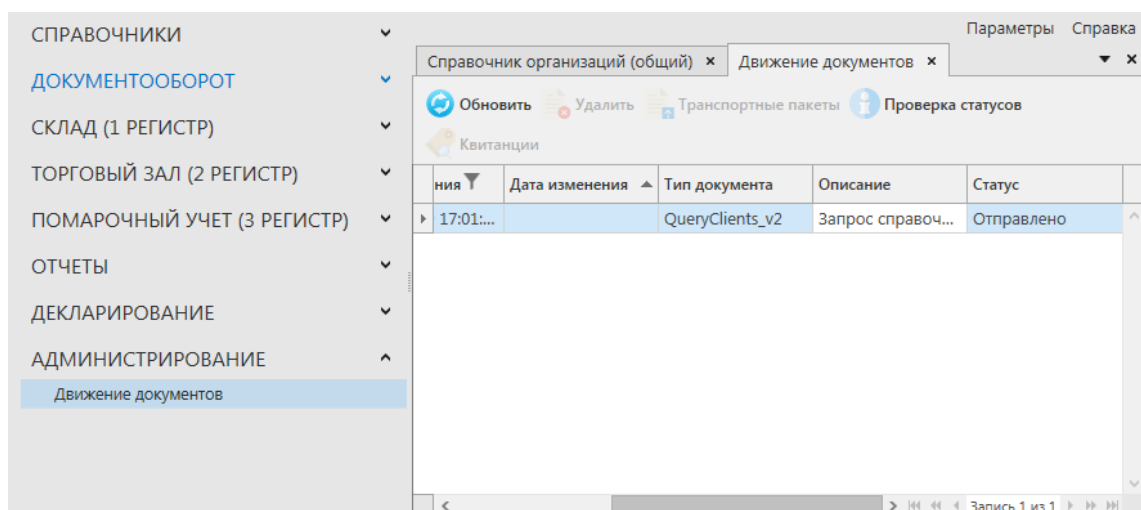 СПРАВОЧНИКИ
ДОКУМЕНТООБОРОТ
СКЛАД (1 РЕГИСТР)
ТОРГОВЫЙ ЗАЛ (2 РЕГИСТР)
ПОМАРОЧНЫЙ УЧЕТ (3 РЕГИСТР)
ОТЧЕТЫ
ДЕКЛАРИРОВАНИЕ
АДМИНИСТРИРОВАНИЕ
Движение документов
Параметры Справка
Справочник организаций (общий) Движение документов
Обновить Удалить Транспортные пакеты Проверка статусов
Квитанции
ния Дата изменения Тип документа Описание Статус
17:01:... QueryClients_v2 Запрос справоч... Отправлено
Запись 1 из 1